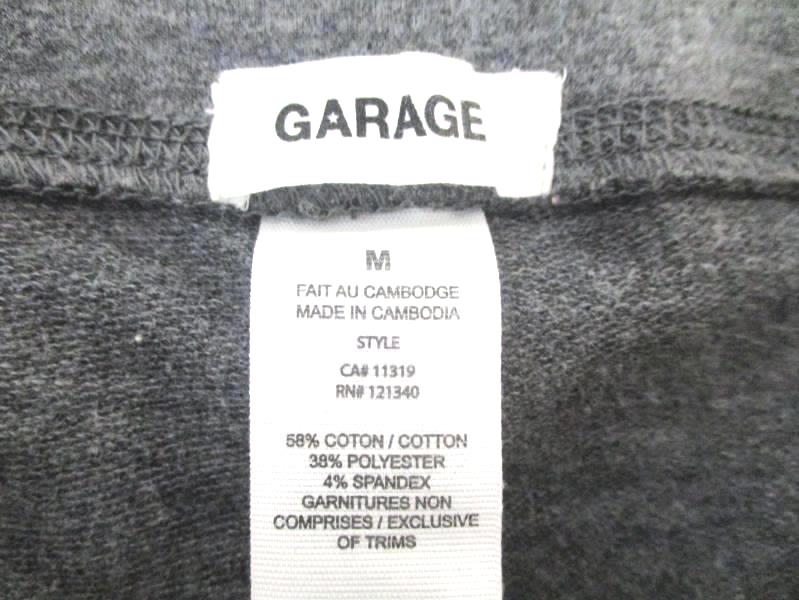 GARAGE
M
FAIT AU CAMBODGE
MADE IN CAMBODIA
STYLE
CA# 11319
RN# 121340
58% COTON / COTTON
38% POLYESTER
4% SPANDEX
GARNITURES NON
COMPRISES / EXCLUSIVE
OF TRIMS